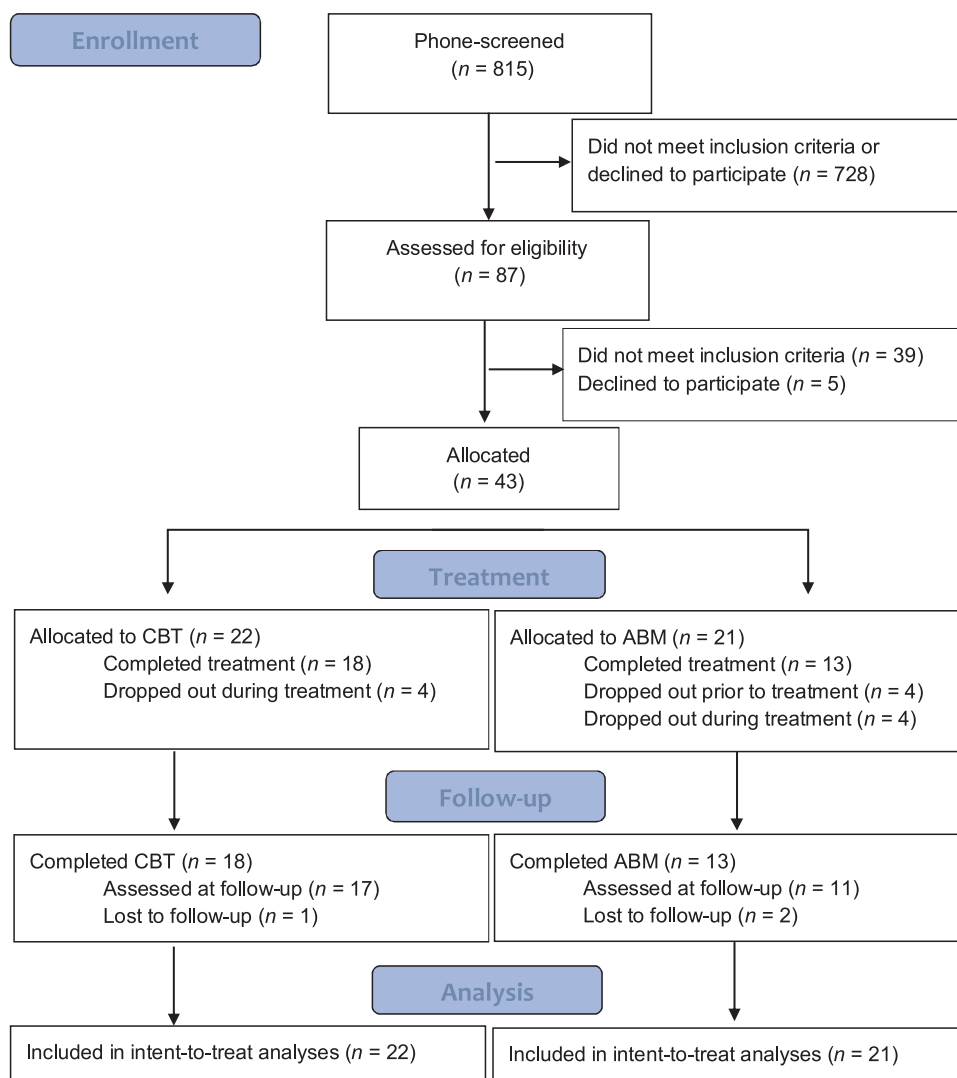 Enrollment
Phone-screened
(n = 815)
Did not meet inclusion criteria or
declined to participate (n = 728)
Assessed for eligibility
(n = 87)
Did not meet inclusion criteria (n = 39)
Declined to participate (n = 5)
Allocated
(n = 43)
Treatment
Allocated to CBT (n = 22)
Completed treatment (n = 18)
Dropped out during treatment (n = 4)
Allocated to ABM (n = 21)
Completed treatment (n = 13)
Dropped out prior to treatment (n = 4)
Dropped out during treatment (n = 4)
Follow-up
Completed CBT (n = 18)
Assessed at follow-up (n = 17)
Lost to follow-up (n = 1)
Completed ABM (n = 13)
Assessed at follow-up (n = 11)
Lost to follow-up (n = 2)
Analysis
Included in intent-to-treat analyses (n = 22)
Included in intent-to-treat analyses (n = 21)